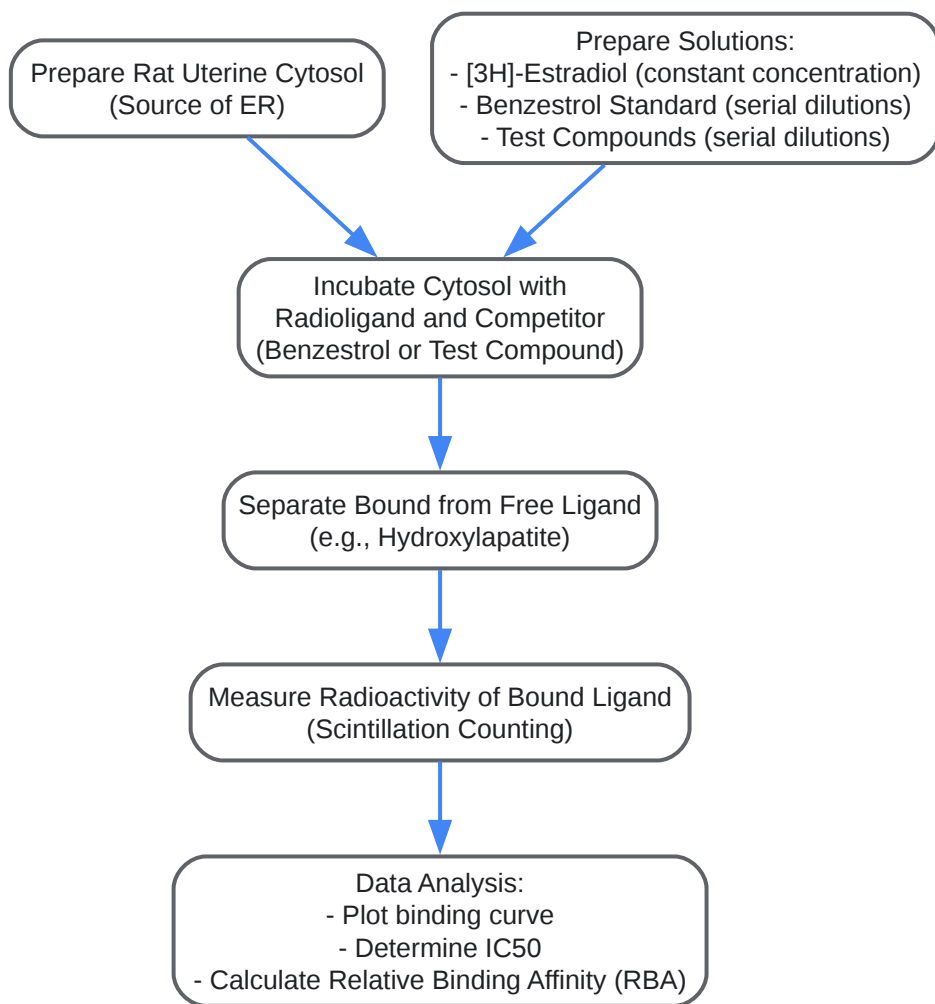 Prepare Rat Uterine Cytosol
(Source of ER)
Prepare Solutions:
- [3H]-Estradiol (constant concentration)
- Benzestrol Standard (serial dilutions)
- Test Compounds (serial dilutions)
Incubate Cytosol with
Radioligand and Competitor
(Benzestrol or Test Compound)
Separate Bound from Free Ligand
(e.g., Hydroxylapatite)
Measure Radioactivity of Bound Ligand
(Scintillation Counting)
Data Analysis:
- Plot binding curve
- Determine IC50
- Calculate Relative Binding Affinity (RBA)